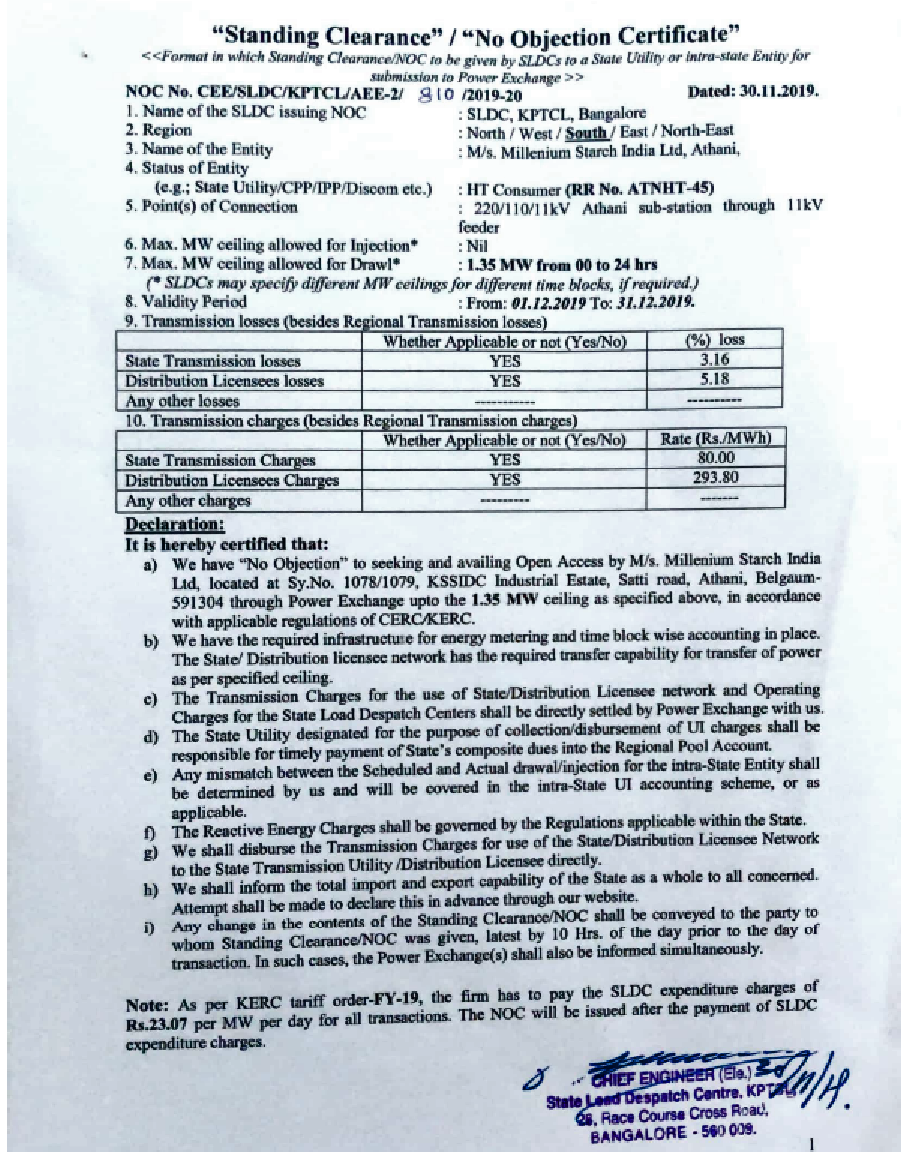 “Standing Clearance” / “No Objection Certificate”
<<Format in which Standing Clearance/NOC to be given by SLDCs to a State Utility or intra-state Entity for
submission to Power Exchange >>
NOC No. CEE/SLDC/KPTCL/AEE-2/ 810 /2019-20 Dated: 30.11.2019.
1. Name of the SLDC issuing NOC : SLDC, KPTCL, Bangalore
2. Region : North / West / South / East / North-East
3. Name of the Entity : M/s. Millenium Starch India Ltd, Athani,
4. Status of Entity
(e.g.; State Utility/CPP/IPP/Discom etc.) : HT Consumer (RR No. ATNHT-45)
5. Point(s) of Connection : 220/110/11kV Athani sub-station through 11kV
feeder
6. Max. MW ceiling allowed for Injection* : Nil
7. Max. MW ceiling allowed for Drawl* : 1.35 MW from 00 to 24 hrs
(* SLDCs may specify different MW ceilings for different time blocks, if required.)
8. Validity Period : From: 01.12.2019 To: 31.12.2019.
9. Transmission losses (besides Regional Transmission losses)
Whether Applicable or not (Yes/No) (%) loss
State Transmission losses YES 3.16
Distribution Licensees losses YES 5.18
Any other losses ----------- ----------
10. Transmission charges (besides Regional Transmission charges)
Whether Applicable or not (Yes/No) Rate (Rs./MWh)
State Transmission Charges YES 80.00
Distribution Licensees Charges YES 293.80
Any other charges --------- -------
Declaration:
It is hereby certified that:
a) We have “No Objection” to seeking and availing Open Access by M/s. Millenium Starch India
Ltd, located at Sy.No. 1078/1079, KSSIDC Industrial Estate, Satti road, Athani, Belgaum-
591304 through Power Exchange upto the 1.35 MW ceiling as specified above, in accordance
with applicable regulations of CERC/KERC.
b) We have the required infrastructure for energy metering and time block wise accounting in place.
The State/ Distribution licensee network has the required transfer capability for transfer of power
as per specified ceiling.
c) The Transmission Charges for the use of State/Distribution Licensee network and Operating
Charges for the State Load Despatch Centers shall be directly settled by Power Exchange with us.
d) The State Utility designated for the purpose of collection/disbursement of UI charges shall be
responsible for timely payment of State’s composite dues into the Regional Pool Account.
e) Any mismatch between the Scheduled and Actual drawal/injection for the intra-State Entity shall
be determined by us and will be covered in the intra-State UI accounting scheme, or as
applicable.
f) The Reactive Energy Charges shall be governed by the Regulations applicable within the State.
g) We shall disburse the Transmission Charges for use of the State/Distribution Licensee Network
to the State Transmission Utility /Distribution Licensee directly.
h) We shall inform the total import and export capability of the State as a whole to all concerned.
Attempt shall be made to declare this in advance through our website.
i) Any change in the contents of the Standing Clearance/NOC shall be conveyed to the party to
whom Standing Clearance/NOC was given, latest by 10 Hrs. of the day prior to the day of
transaction. In such cases, the Power Exchange(s) shall also be informed simultaneously.
Note: As per KERC tariff order-FY-19, the firm has to pay the SLDC expenditure charges of
Rs.23.07 per MW per day for all transactions. The NOC will be issued after the payment of SLDC
expenditure charges.
CHIEF ENGINEER (Ele.)
State Load Despatch Centre, KPTCL
28, Race Course Cross Road,
BANGALORE - 560 009.
1